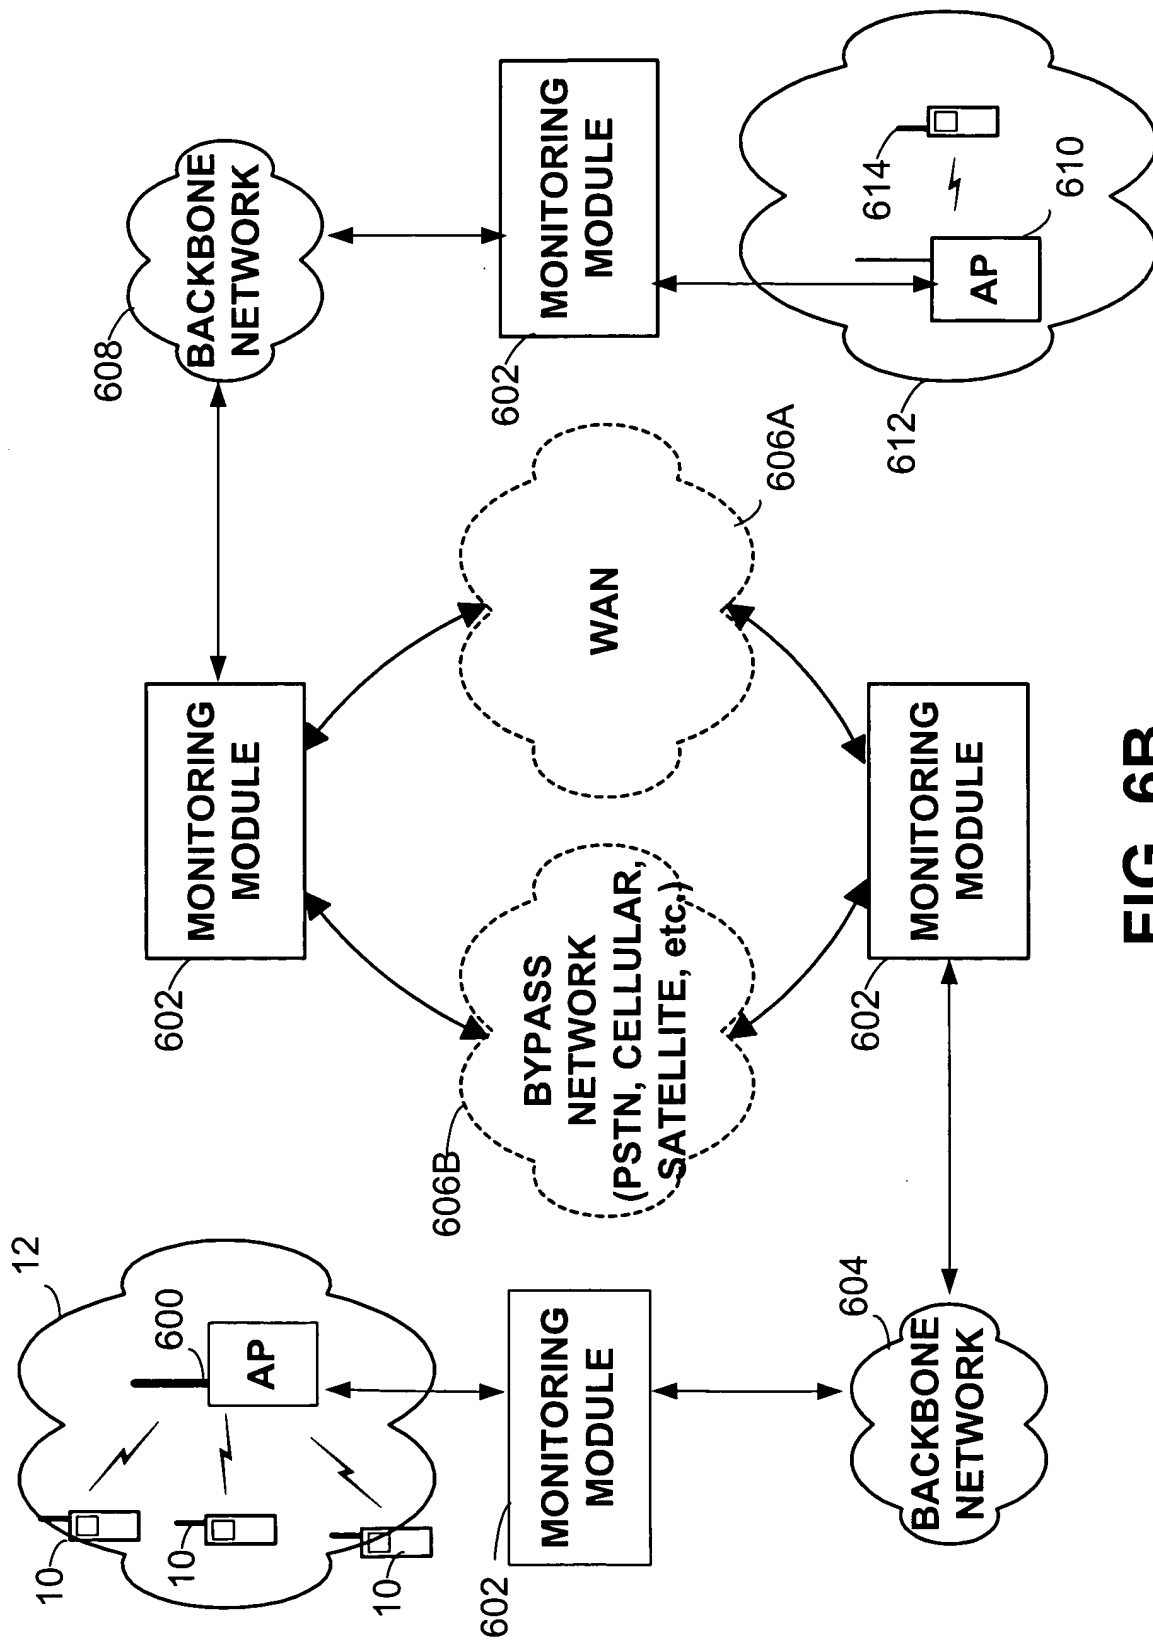 12
600
AP
10
10
10
MONITORING
MODULE
602
BACKBONE
NETWORK
604
MONITORING
MODULE
602
BYPASS
NETWORK
(PSTN, CELLULAR,
SATELLITE, etc.)
606B
WAN
606A
MONITORING
MODULE
602
BACKBONE
NETWORK
608
MONITORING
MODULE
602
614
610
AP
612
FIG. 6B